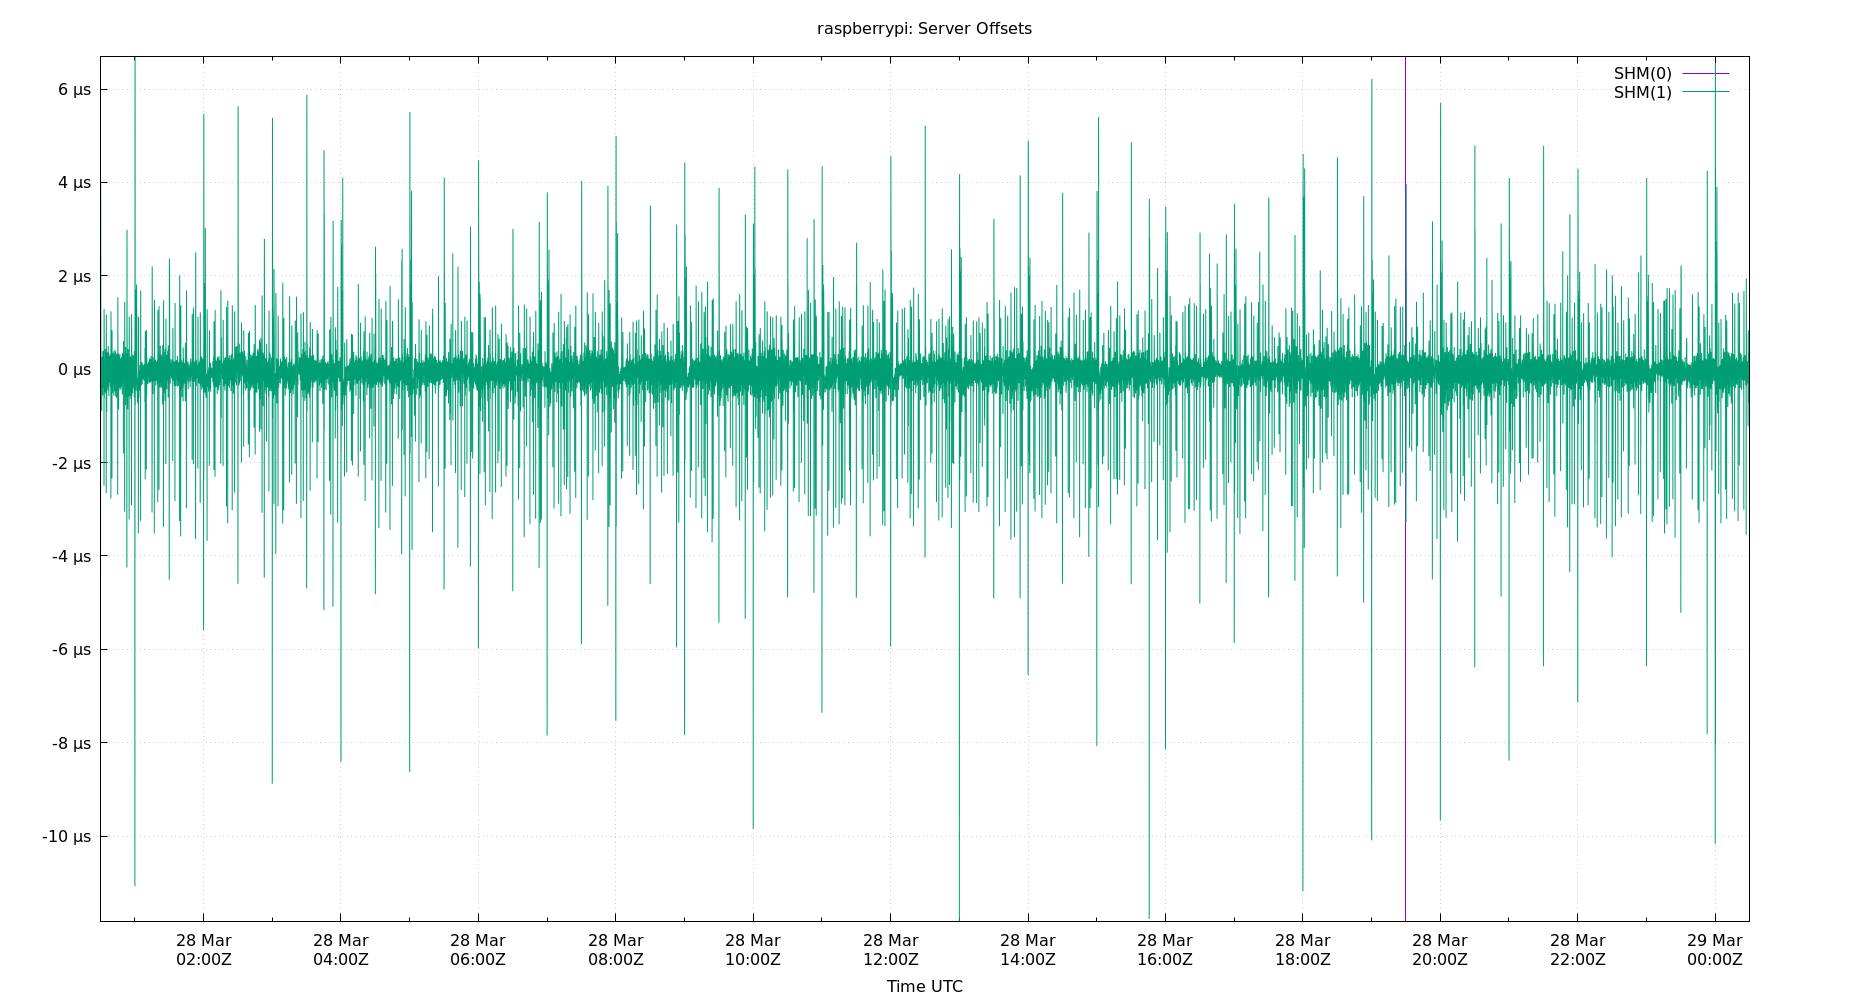 raspberrypi: Server Offsets
SHM(0)
SHM(1)
6 µs
4 µs
2 µs
0 µs
-2 µs
-4 µs
-6 µs
-8 µs
-10 µs
28 Mar 28 Mar 28 Mar 28 Mar 28 Mar 28 Mar 28 Mar 28 Mar 28 Mar 28 Mar 28 Mar 29 Mar
02:00Z 04:00Z 06:00Z 08:00Z 10:00Z 12:00Z 14:00Z 16:00Z 18:00Z 20:00Z 22:00Z 00:00Z
Time UTC